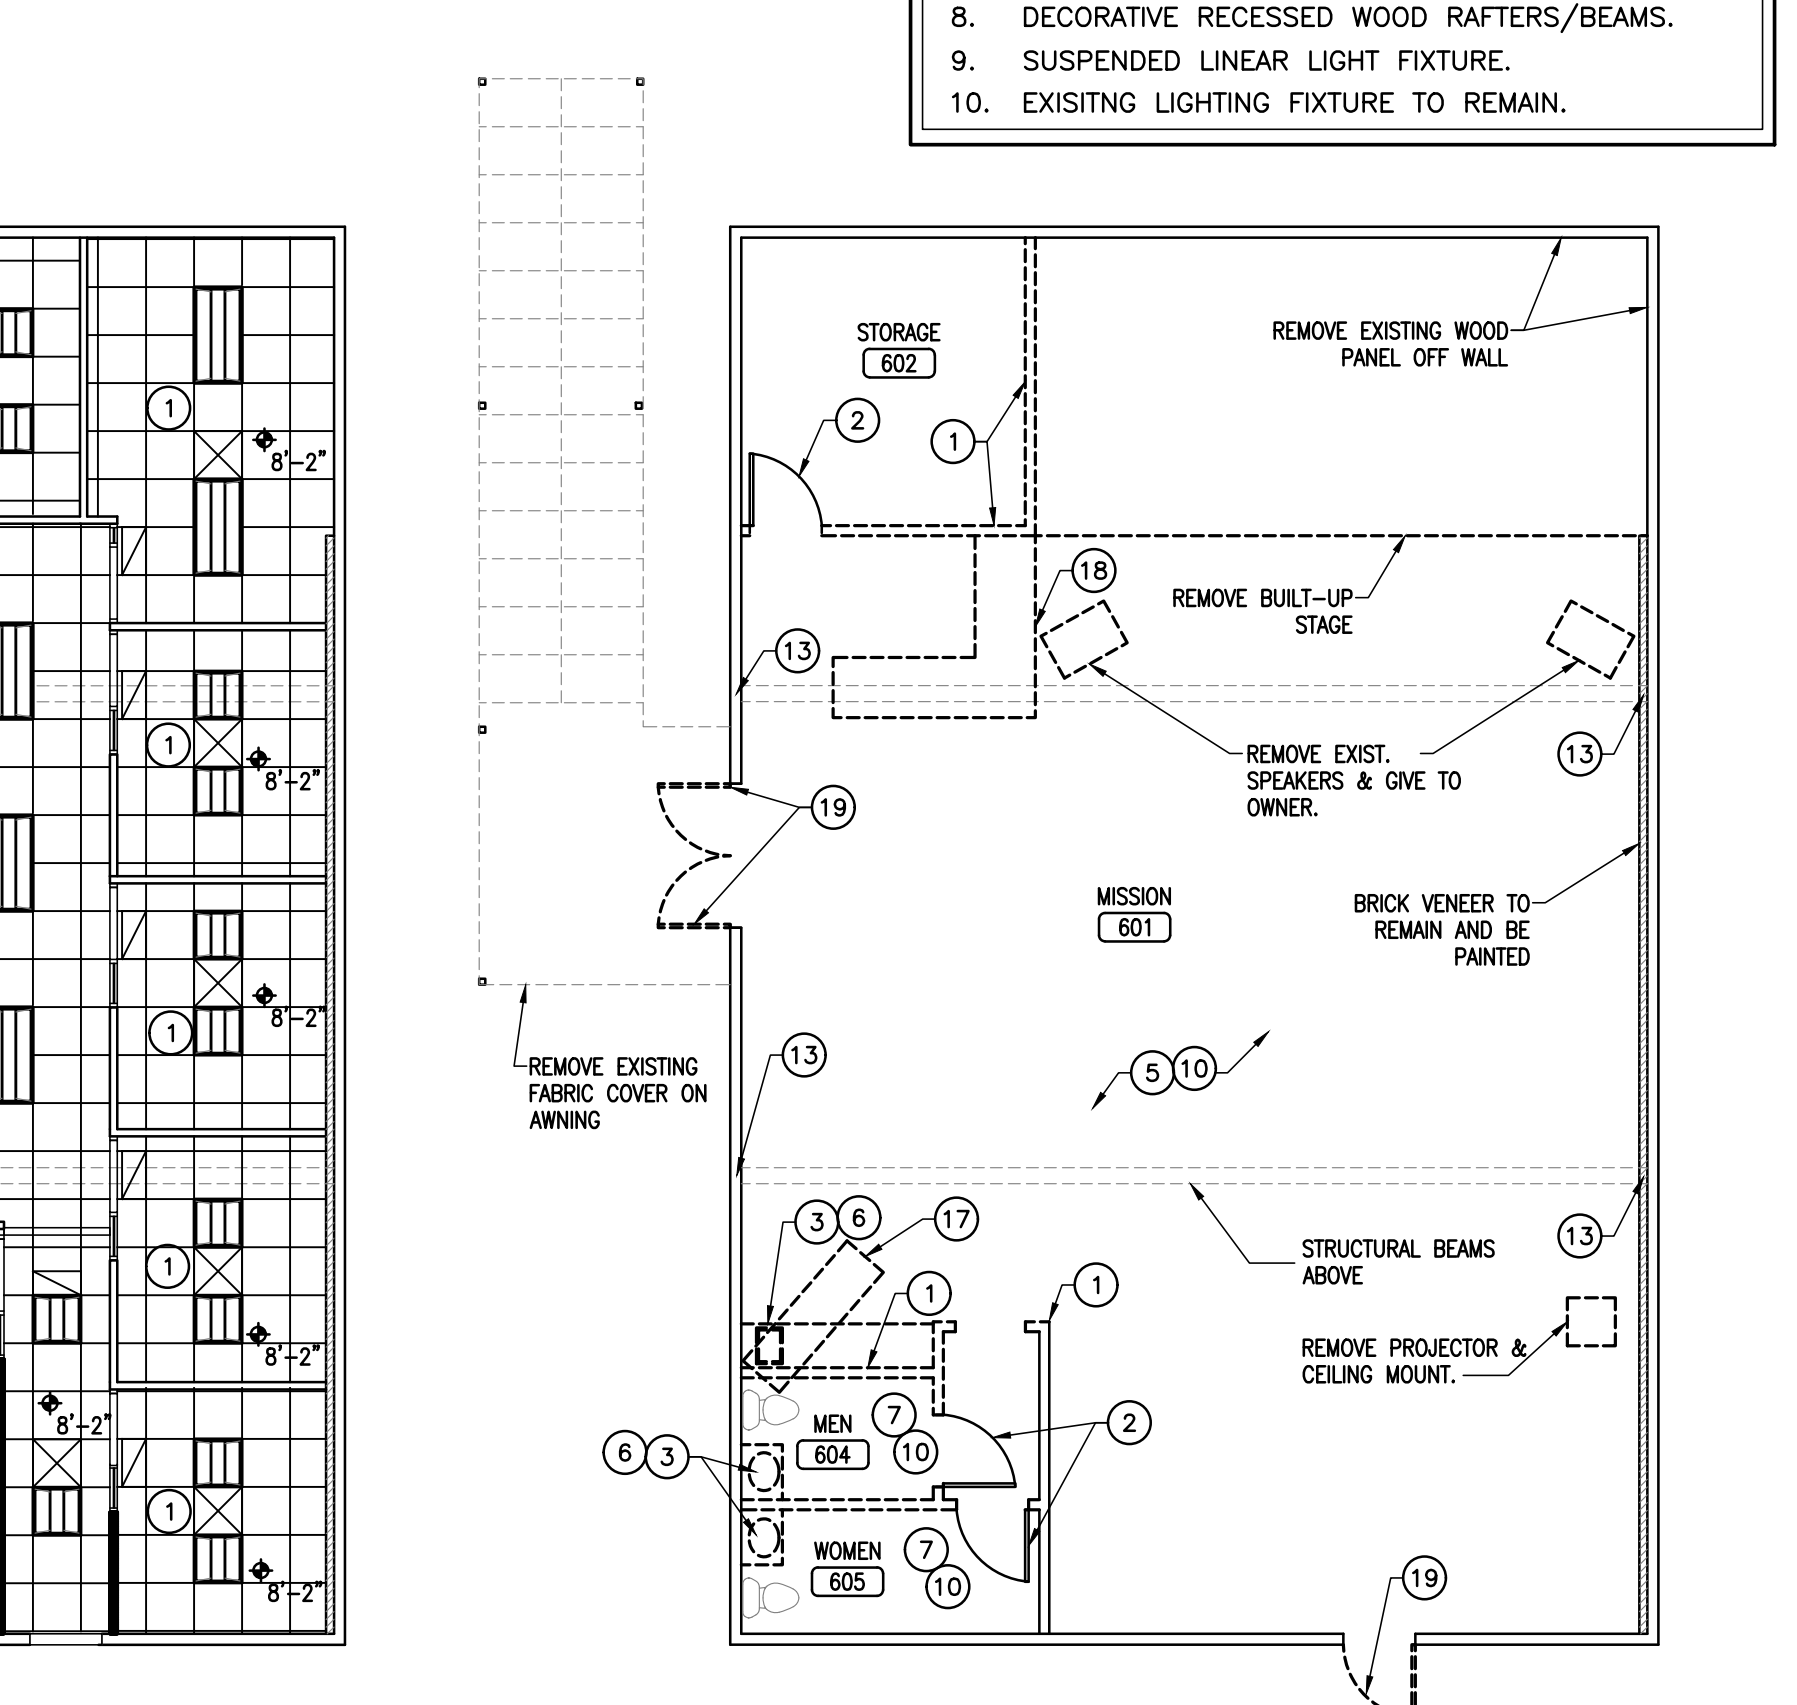 8. DECORATIVE RECESSED WOOD RAFTERS/BEAMS.
9. SUSPENDED LINEAR LIGHT FIXTURE.
10. EXISITNG LIGHTING FIXTURE TO REMAIN.
1
8'-2"
1
8'-2"
1
8'-2"
1
8'-2"
8'-2"
1
8'-2"
STORAGE
602
2
1
REMOVE EXISTING WOOD
PANEL OFF WALL
18
REMOVE BUILT-UP
STAGE
13
REMOVE EXIST.
SPEAKERS & GIVE TO
OWNER.
13
19
MISSION
601
BRICK VENEER TO
REMAIN AND BE
PAINTED
REMOVE EXISTING
FABRIC COVER ON
AWNING
13
5 10
3 6 17
13
STRUCTURAL BEAMS
ABOVE
1
1
REMOVE PROJECTOR &
CEILING MOUNT.
MEN
604
7
10
2
6 3
WOMEN
605
7
10
19